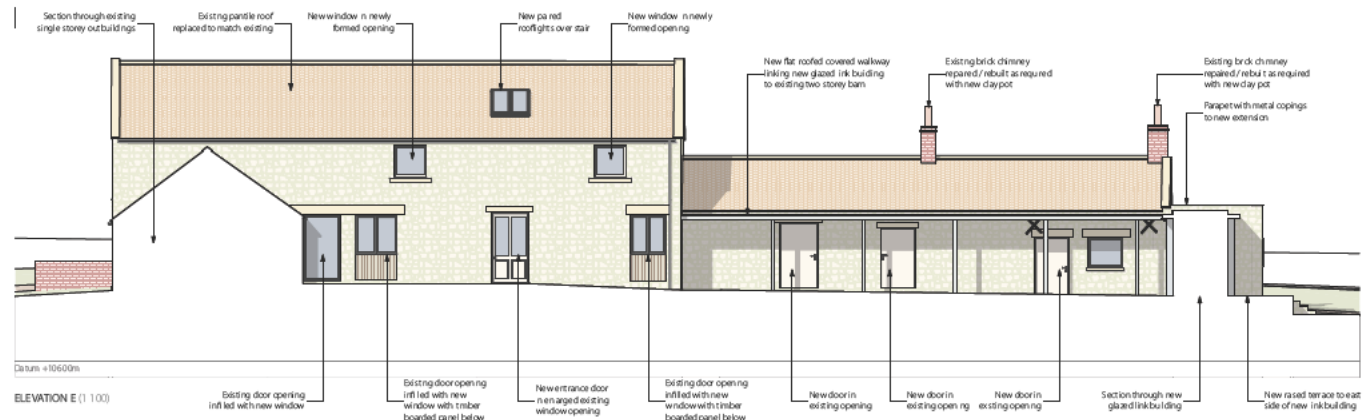 Section through existing
single storey outbuildings
Existing pantile roof
replaced to match existing
New window in newly
formed opening
New paired
rooflights over stair
New window in newly
formed opening
New flat roofed covered walkway
linking new glazed link building
to existing two storey barn
Existing brick chimney
repaired / rebuilt as required
with new clay pot
Existing brick chimney
repaired / rebuilt as required
with new clay pot
Parapet with metal copings
to new extension
Datum +106.00m
ELEVATION E (1:100)
Existing door opening
infilled with new window
Existing door opening
infilled with new
window with timber
boarded panel below
New entrance door
in enlarged existing
window opening
Existing door opening
infilled with new
window with timber
boarded panel below
New door in
existing opening
New door in
existing opening
New door in
existing opening
Section through new
glazed link building
New raised terrace to east
side of new link building